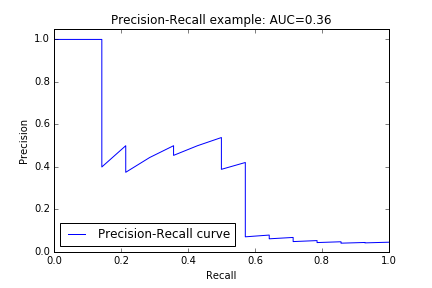 Precision-Recall example: AUC=0.36
1.0
0.8
0.6
0.4
0.2
0.0
Precision
Precision-Recall curve
0.0 0.2 0.4 0.6 0.8 1.0
Recall